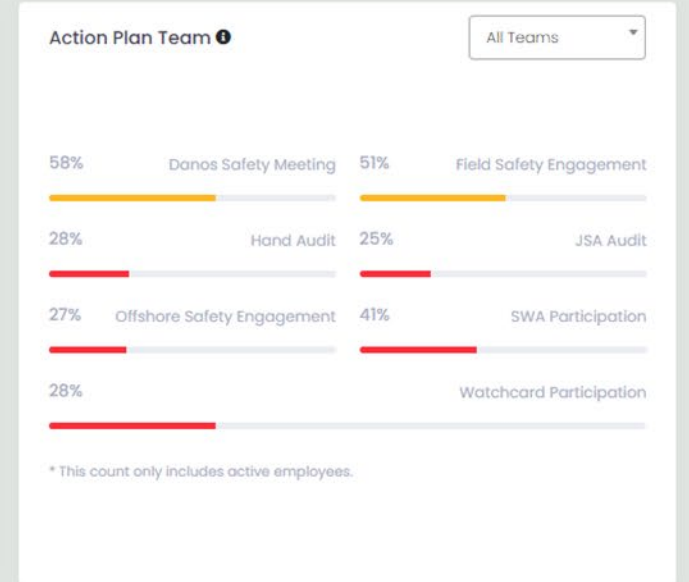 Action Plan Team
All Teams
58% Danos Safety Meeting
51% Field Safety Engagement
28% Hand Audit
25% JSA Audit
27% Offshore Safety Engagement
41% SWA Participation
28% Watchcard Participation
* This count only includes active employees.